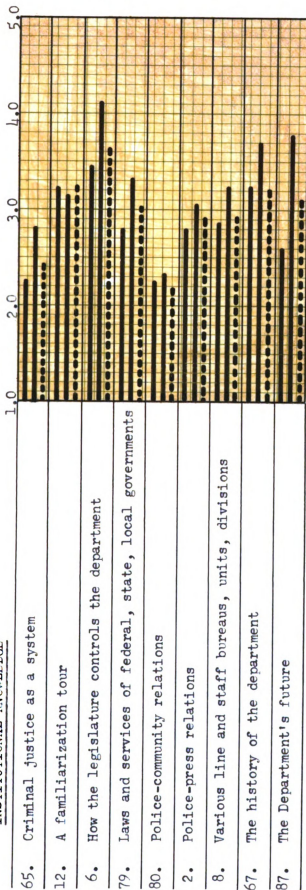 1.0 2.0 3.0 4.0 5.0
65. Criminal justice as a system
12. A familiarization tour
6. How the legislature controls the department
79. Laws and services of federal, state, local governments
80. Police-community relations
2. Police-press relations
8. Various line and staff bureaus, units, divisions
67. The history of the department
87. The Department's future